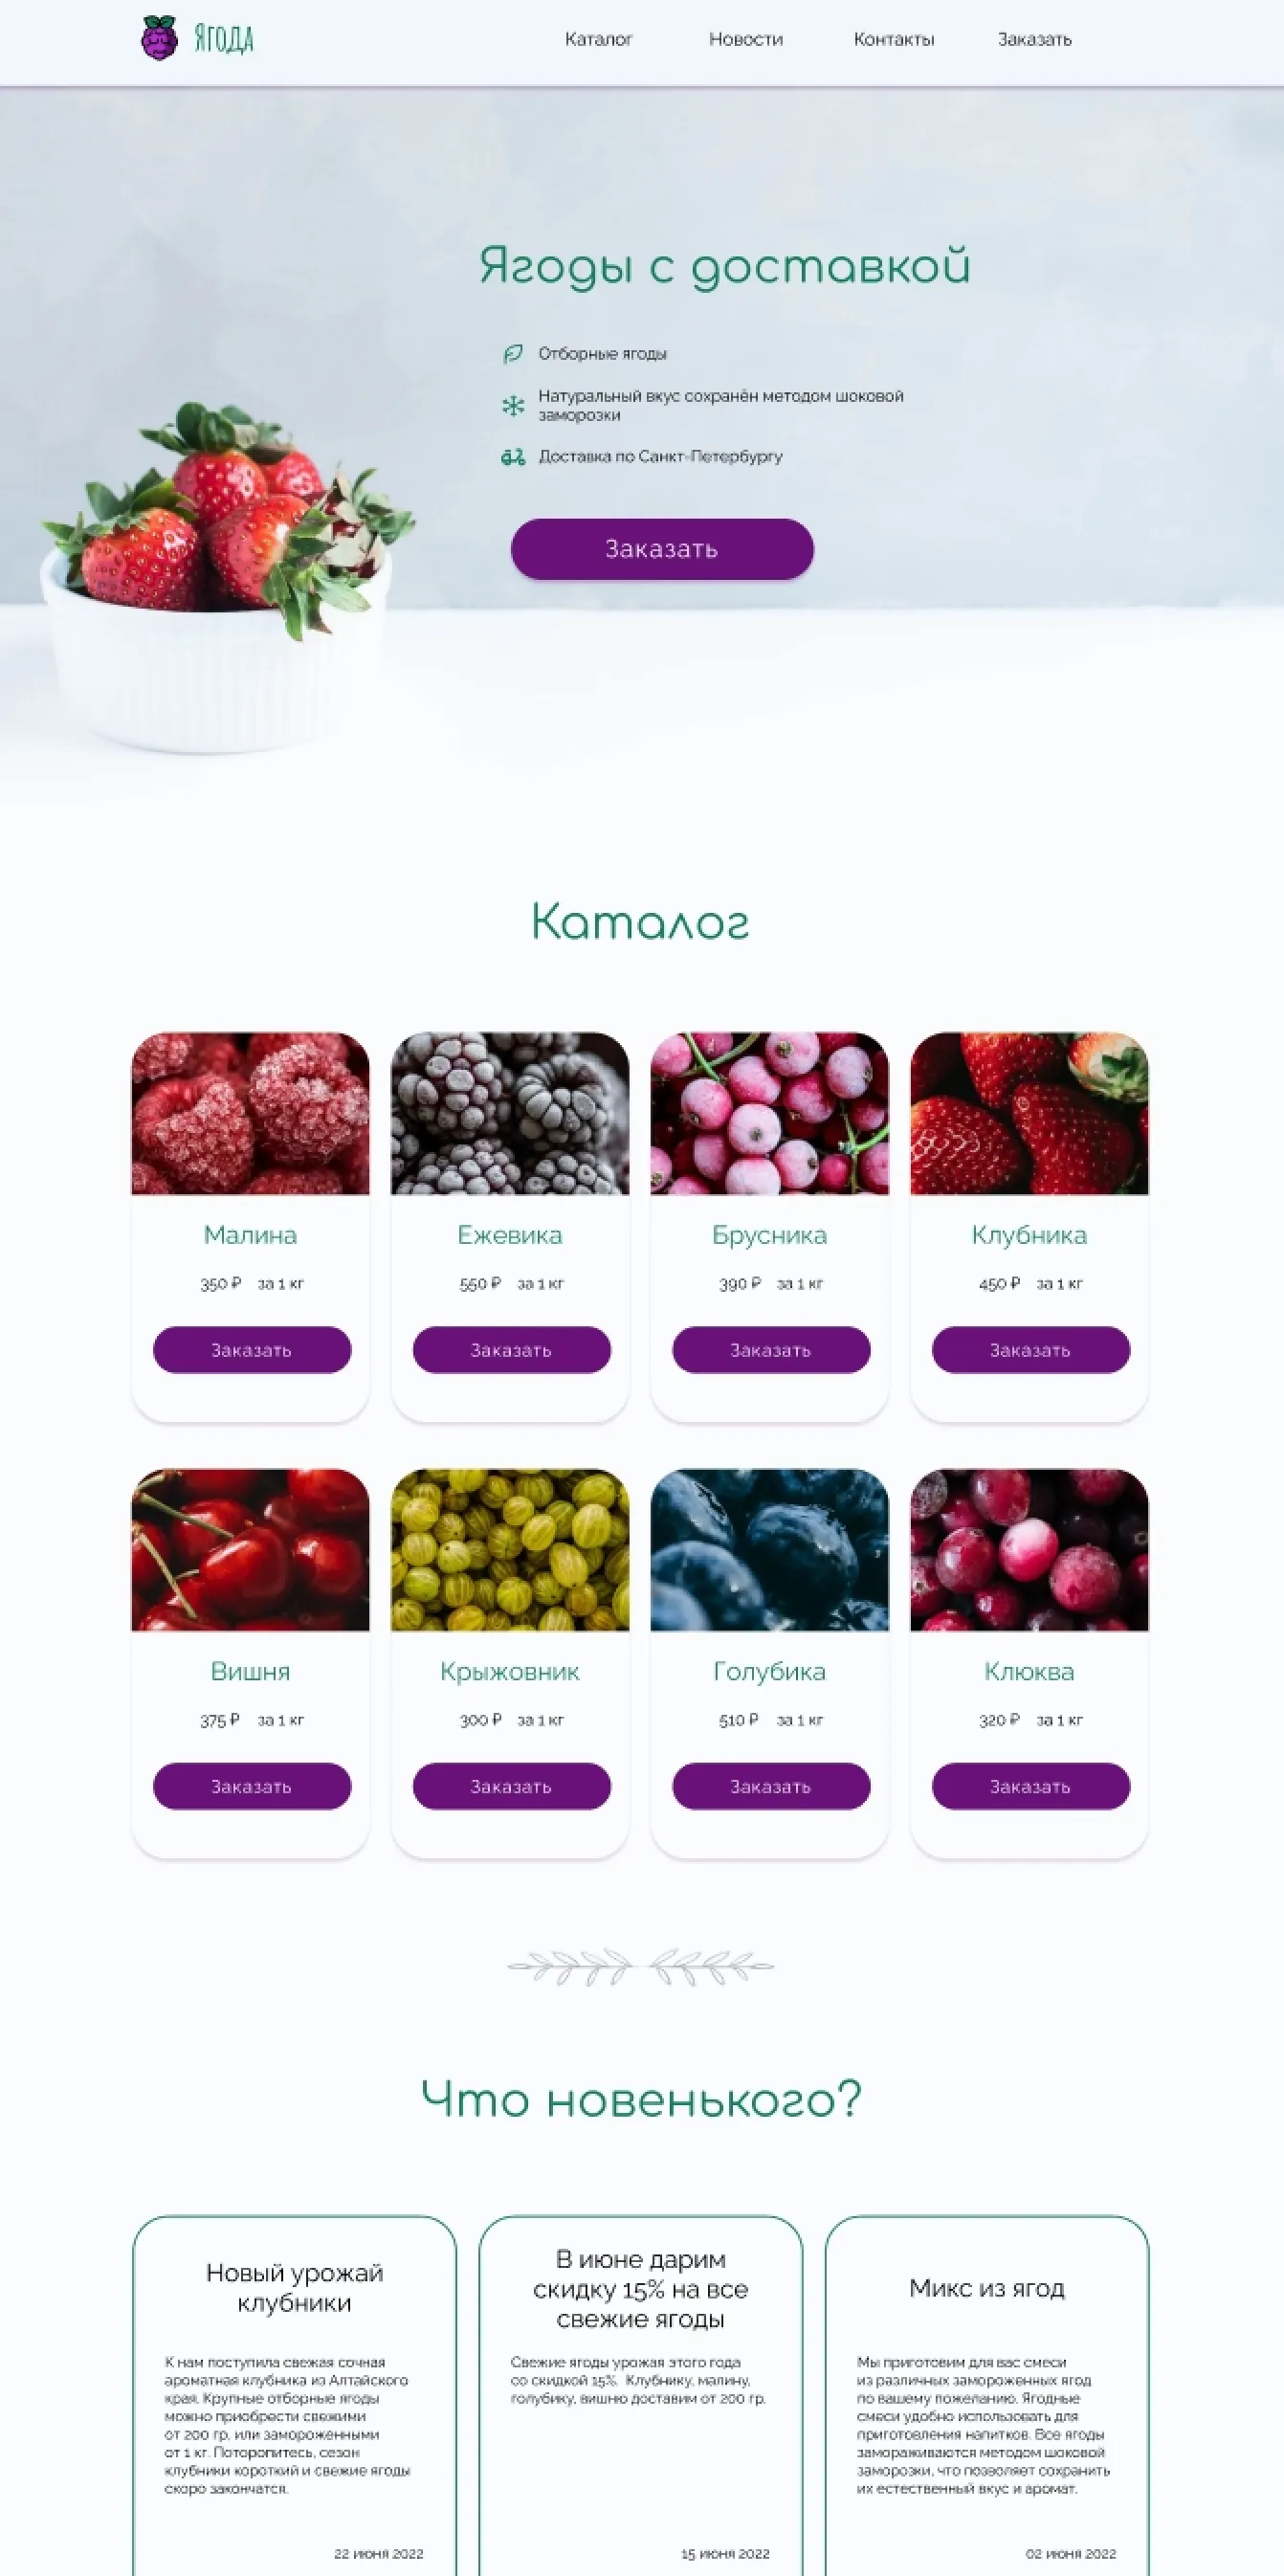 Ягода
Каталог
Новости
Контакты
Заказать
Ягоды с доставкой
Отборные ягоды
Натуральный вкус сохранён методом шоковой
заморозки
Доставка по Санкт-Петербургу
Заказать
Каталог
Малина
350 ₽ за 1 кг
Заказать
Ежевика
550 ₽ за 1 кг
Заказать
Брусника
390 ₽ за 1 кг
Заказать
Клубника
450 ₽ за 1 кг
Заказать
Вишня
375 ₽ за 1 кг
Заказать
Крыжовник
300 ₽ за 1 кг
Заказать
Голубика
510 ₽ за 1 кг
Заказать
Клюква
320 ₽ за 1 кг
Заказать
Что новенького?
Новый урожай
клубники
К нам поступила свежая сочная
ароматная клубника из Алтайского
края. Крупные отборные ягоды
можно приобрести свежими
от 200 гр. или замороженными
от 1 кг. Поторопитесь, сезон
клубники короткий и свежие ягоды
скоро закончатся.
22 июня 2022
В июне дарим
скидку 15% на все
свежие ягоды
Свежие ягоды урожая этого года
со скидкой 15%. Клубнику, малину,
голубику, вишню доставим от 200 гр.
15 июня 2022
Микс из ягод
Мы приготовим для вас смеси
из различных замороженных ягод
по вашему пожеланию. Ягодные
смеси удобно использовать для
приготовления напитков. Все ягоды
замораживаются методом шоковой
заморозки, что позволяет сохранить
их естественный вкус и аромат.
02 июня 2022